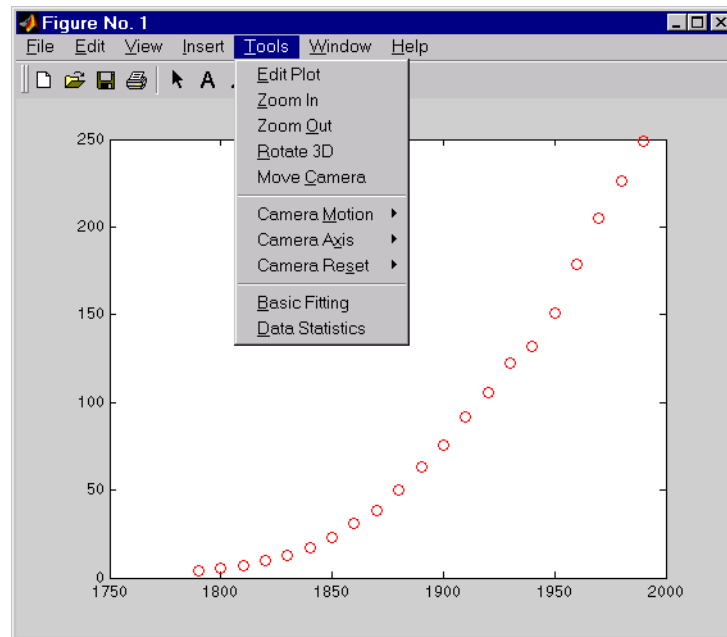 Figure No. 1
File Edit View Insert Tools Window Help
A
Edit Plot
Zoom In
Zoom Out
Rotate 3D
Move Camera
Camera Motion
Camera Axis
Camera Reset
Basic Fitting
Data Statistics
250
200
150
100
50
0
1750 1800 1850 1900 1950 2000